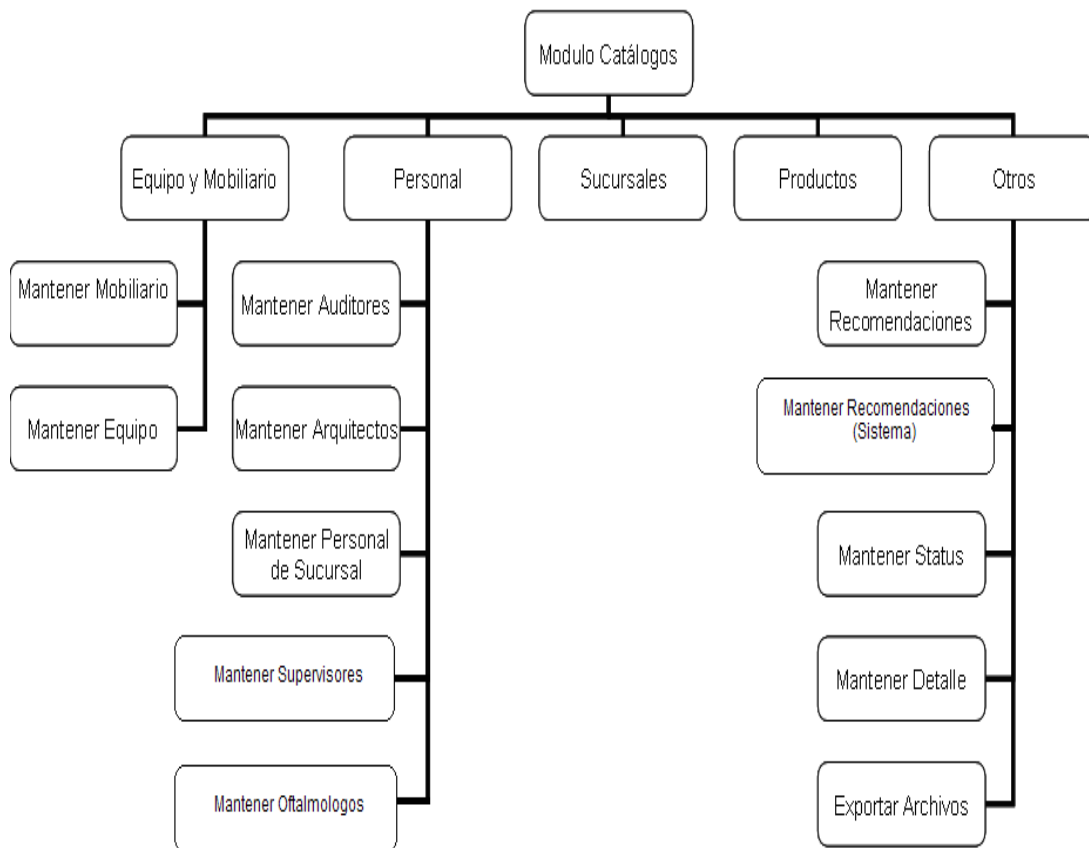 Modulo Catálogos
Equipo y Mobiliario
Personal
Sucursales
Productos
Otros
Mantener Mobiliario
Mantener Auditores
Mantener
Recomendaciones
Mantener Equipo
Mantener Arquitectos
Mantener Recomendaciones
(Sistema)
Mantener Personal
de Sucursal
Mantener Status
Mantener Supervisores
Mantener Detalle
Mantener Oftalmologos
Exportar Archivos